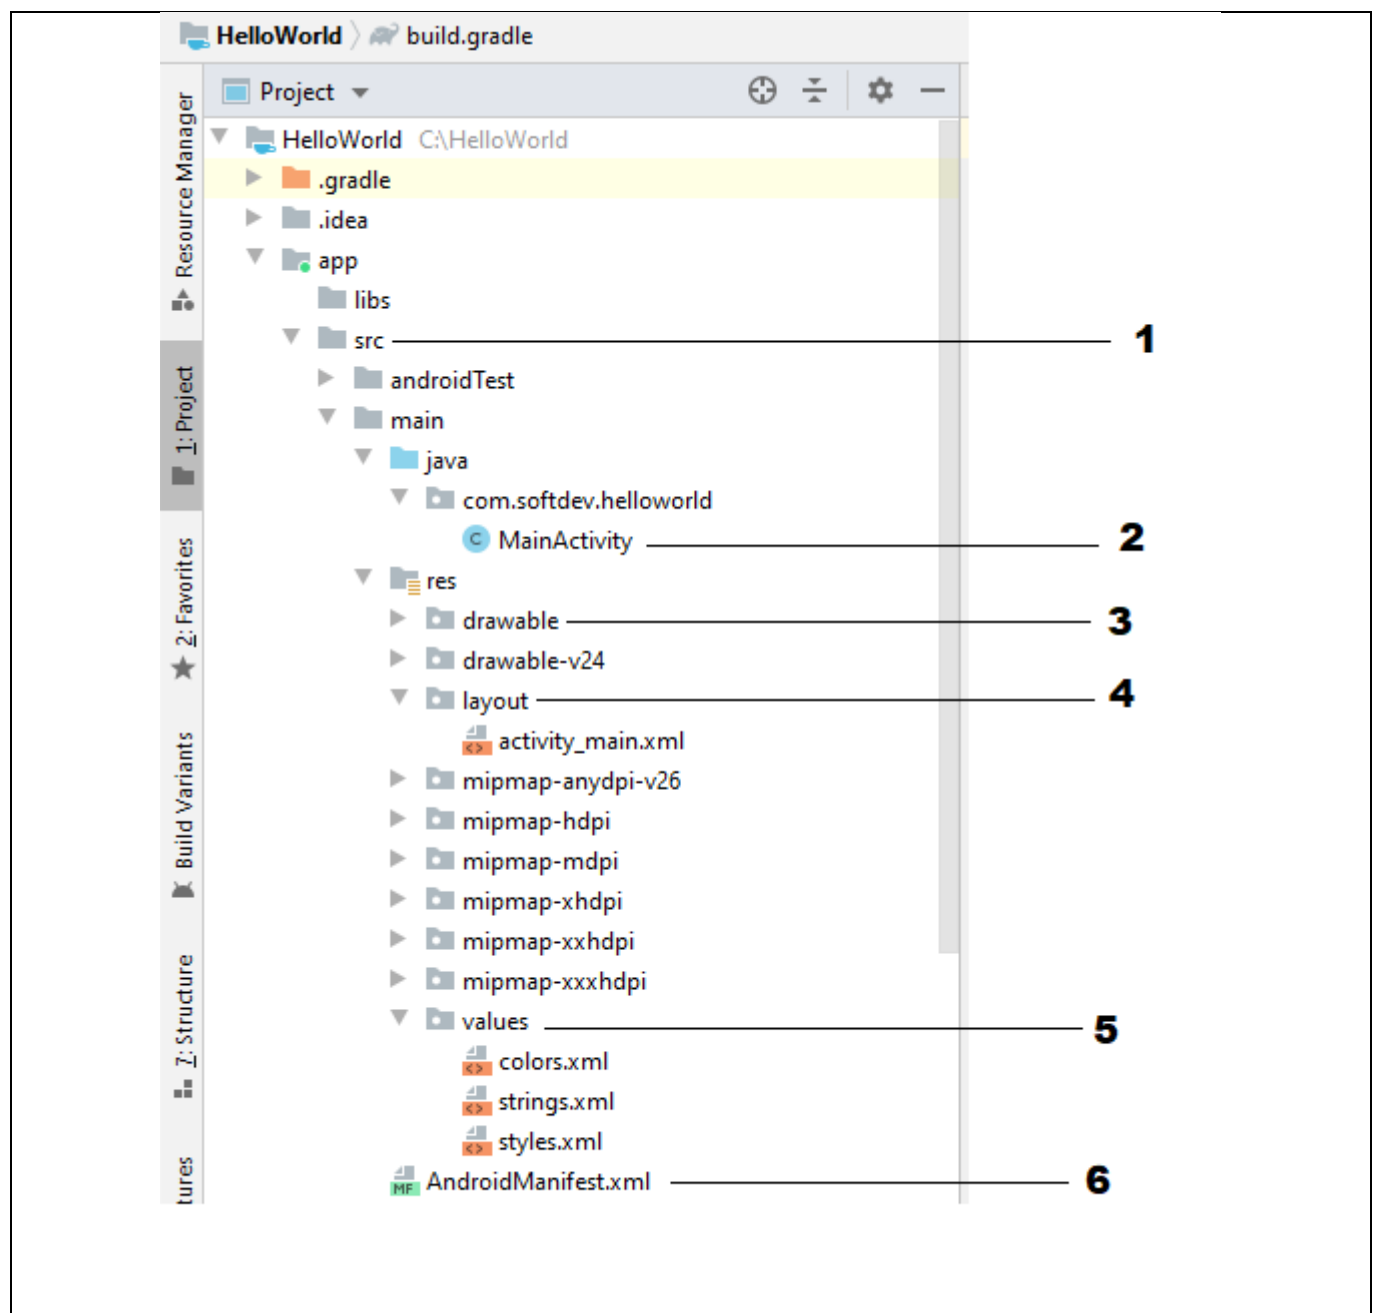 HelloWorld build.gradle
Project
HelloWorld C:\HelloWorld
.gradle
.idea
app
libs
src 1
androidTest
main
java
com.softdev.helloworld
MainActivity 2
res
drawable 3
drawable-v24
layout 4
activity_main.xml
mipmap-anydpi-v26
mipmap-hdpi
mipmap-mdpi
mipmap-xhdpi
mipmap-xxhdpi
mipmap-xxxhdpi
values 5
colors.xml
strings.xml
styles.xml
MF AndroidManifest.xml 6
Resource Manager
1: Project
2: Favorites
Build Variants
7: Structure
tures